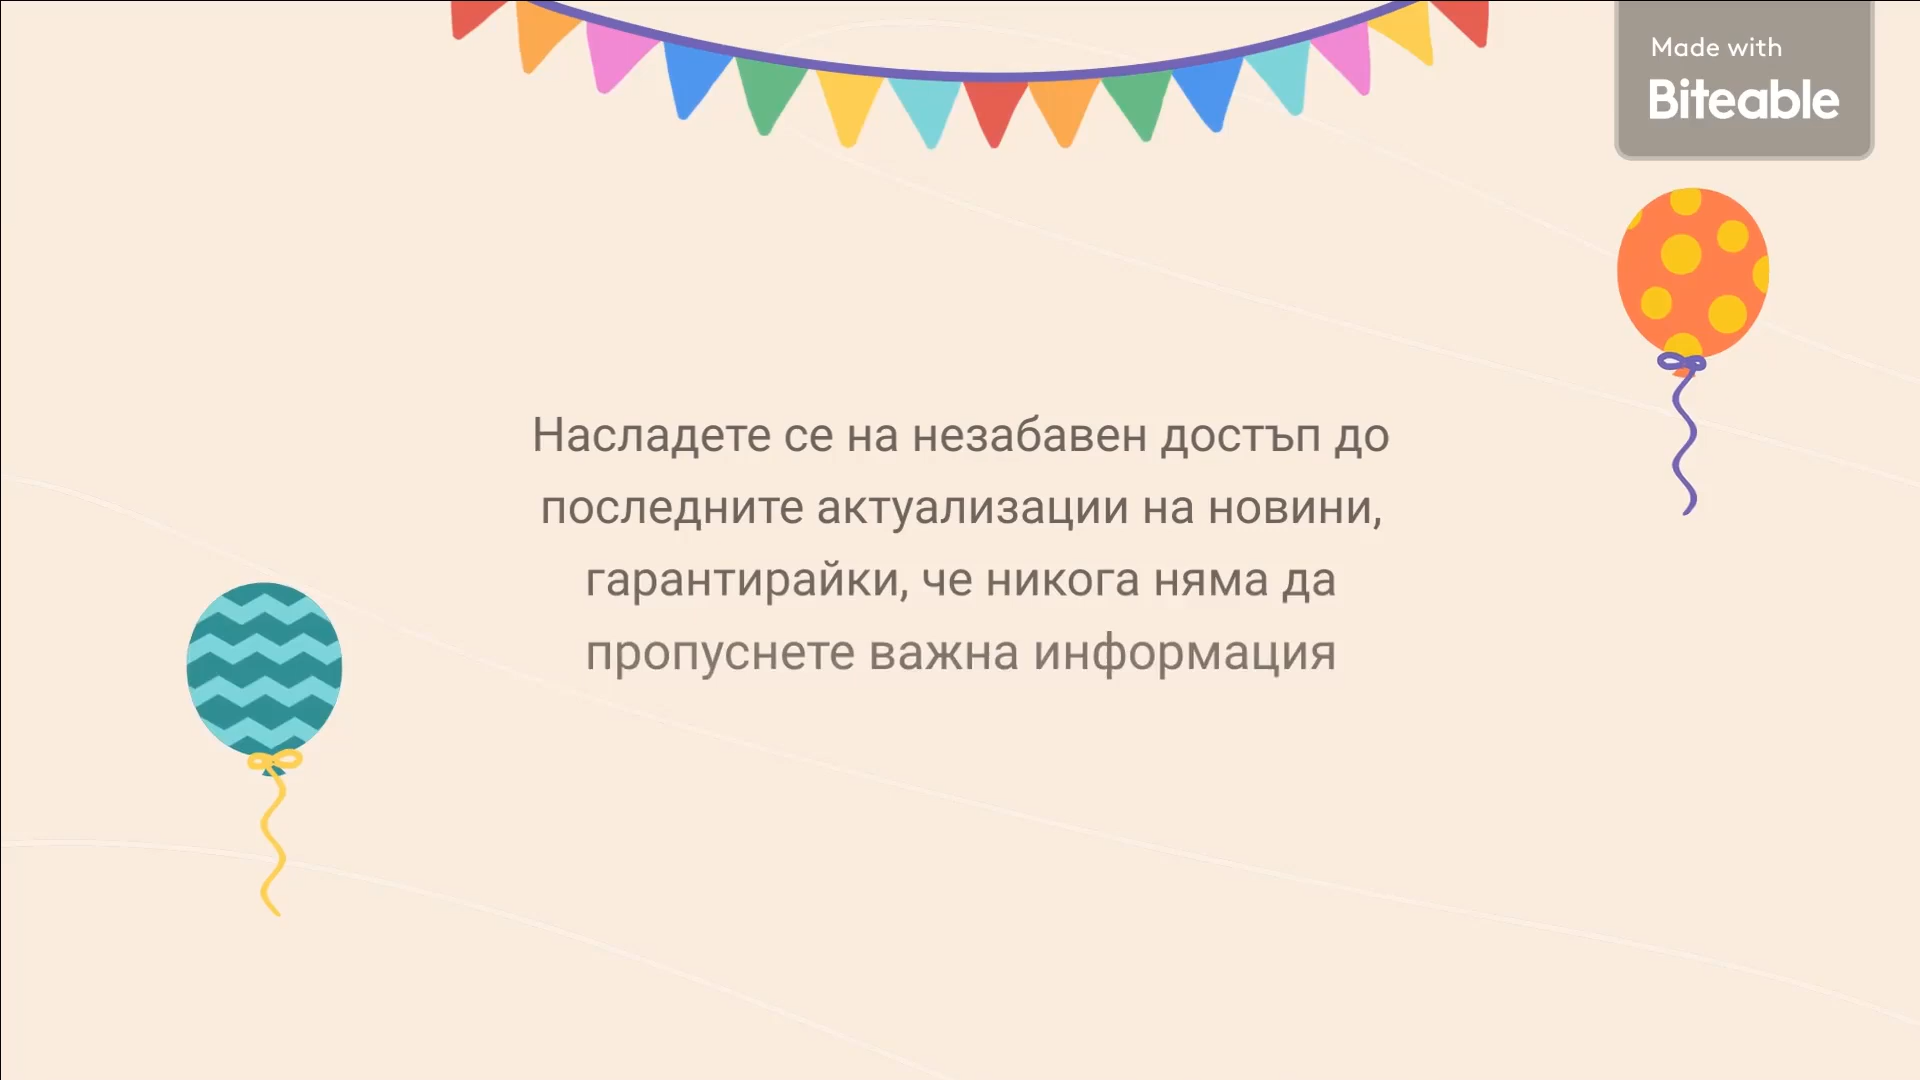 Made with
Biteable
Насладете се на незабавен достъп до
последните актуализации на новини,
гарантирайки, че никога няма да
пропуснете важна информация